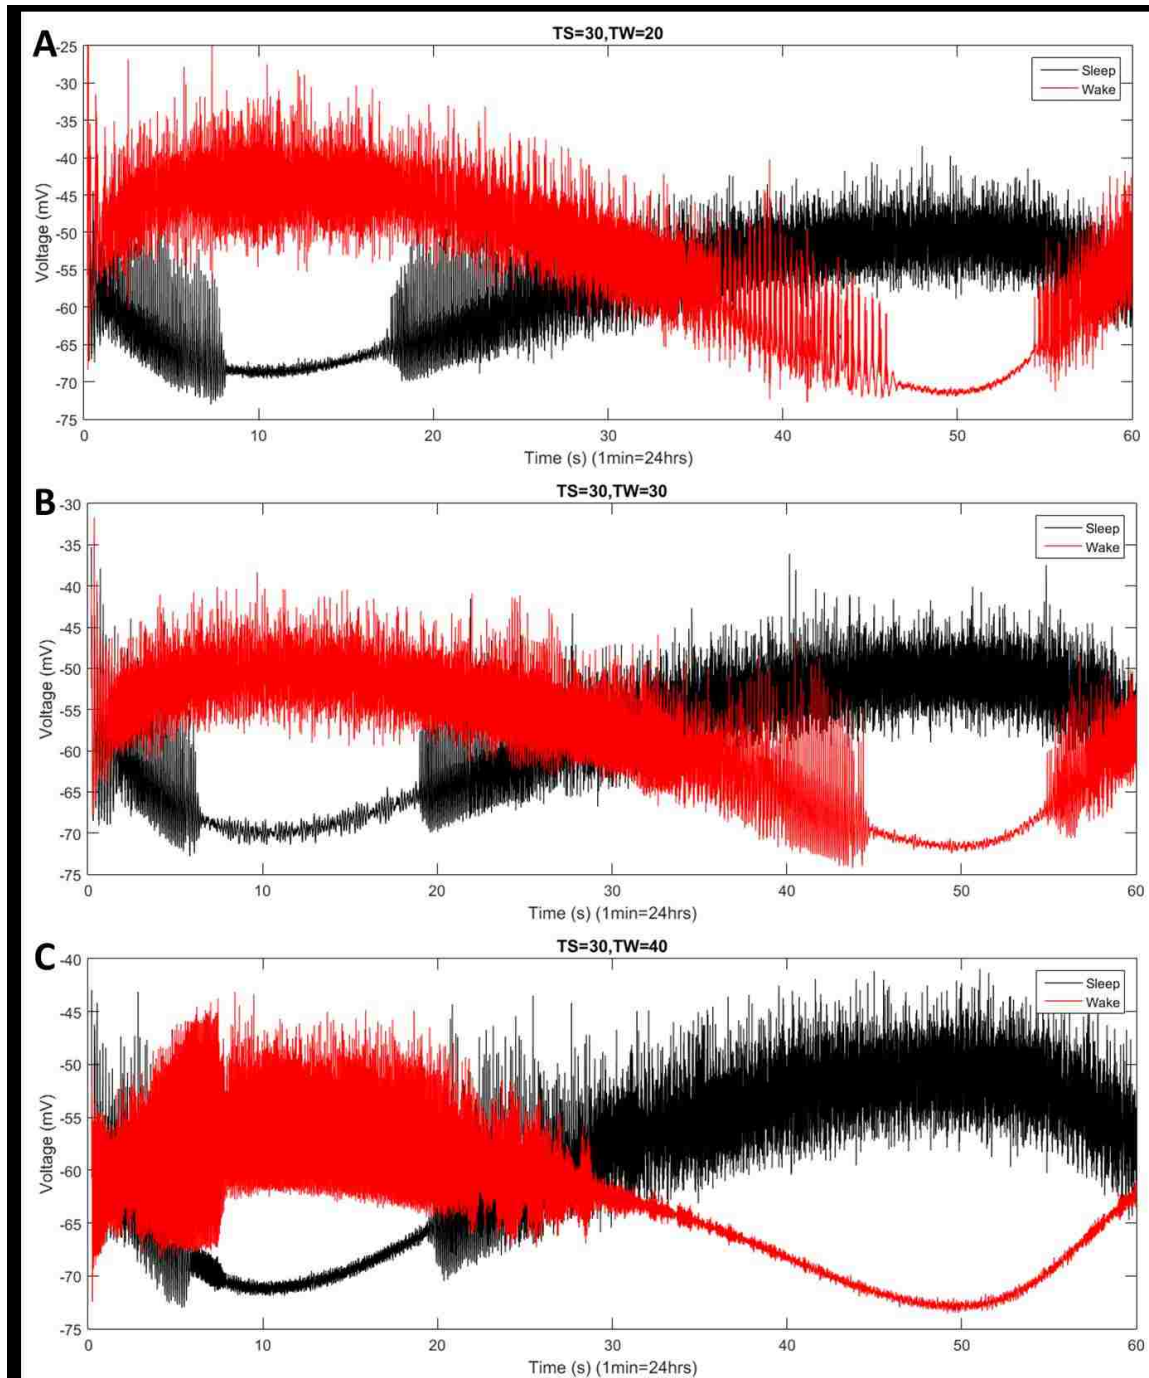 A
TS=30,TW=20
-25
-30
-35
-40
-45
-50
-55
-60
-65
-70
-75
Voltage (mV)
Sleep
Wake
0 10 20 30 40 50 60
Time (s) (1min=24hrs)
B
TS=30,TW=30
-30
-35
-40
-45
-50
-55
-60
-65
-70
-75
Voltage (mV)
Sleep
Wake
0 10 20 30 40 50 60
Time (s) (1min=24hrs)
C
TS=30,TW=40
-40
-45
-50
-55
-60
-65
-70
-75
Voltage (mV)
Sleep
Wake
0 10 20 30 40 50 60
Time (s) (1min=24hrs)